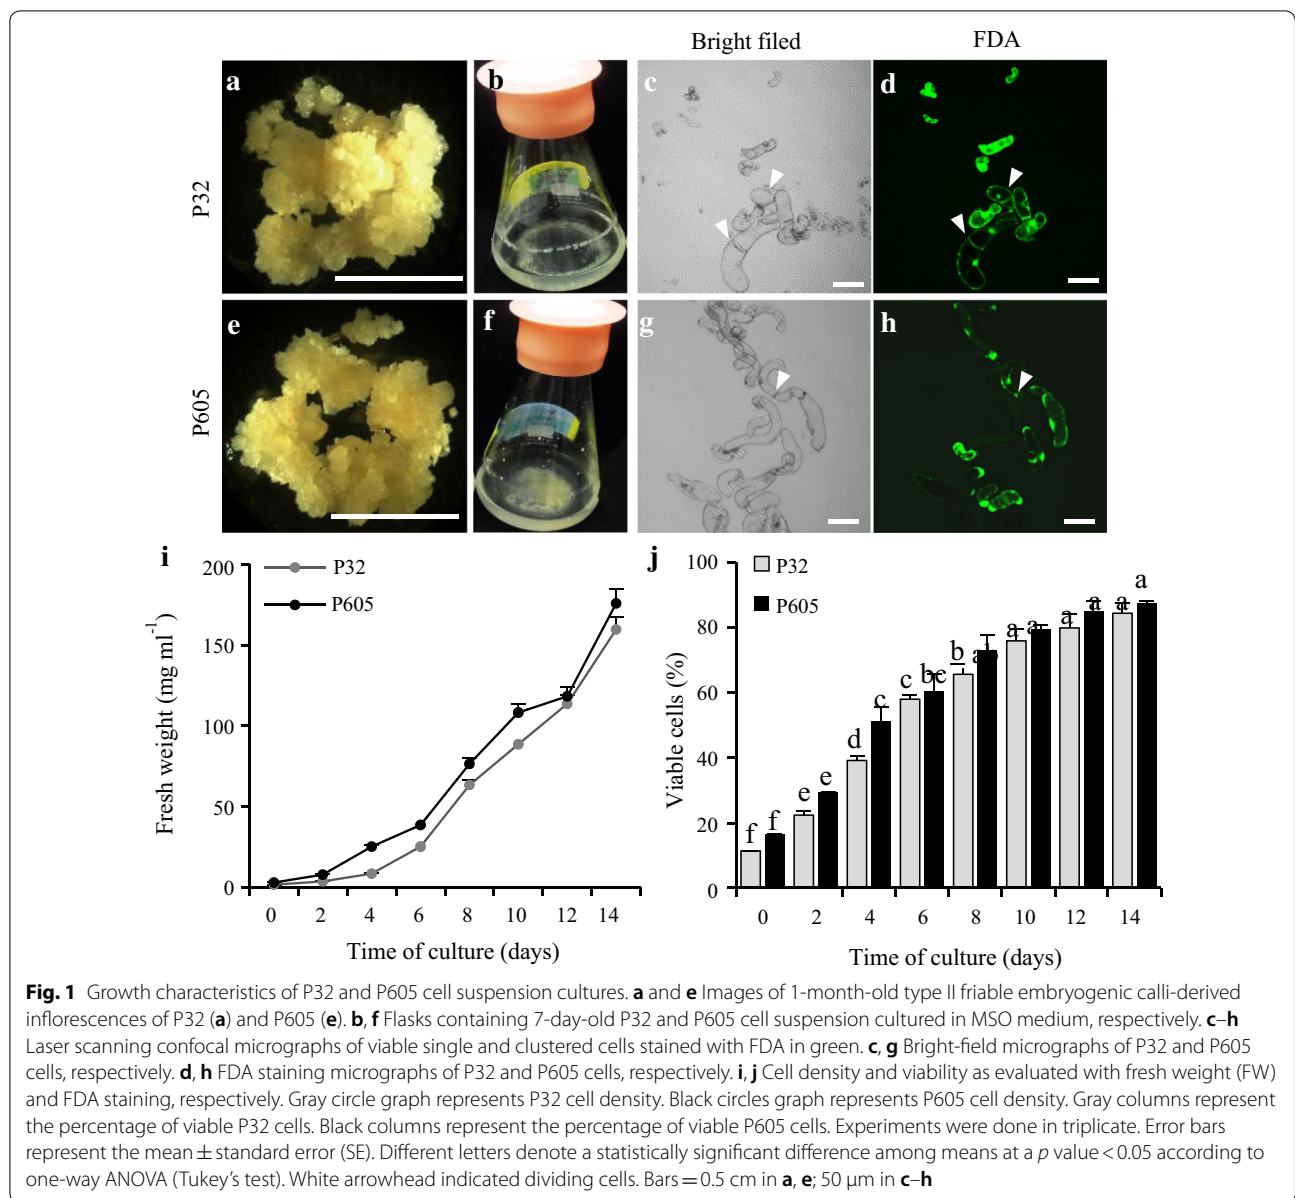 Bright filed
FDA
a
b
c
d
P32
e
f
g
h
P605
i
P32
P605
200
150
100
50
0
Fresh weight (mg ml⁻¹)
0 2 4 6 8 10 12 14
Time of culture (days)
j
P32
P605
100
80
60
40
20
0
Viable cells (%)
f f e e d c c bc b ab a a a a a a
0 2 4 6 8 10 12 14
Time of culture (days)
Fig. 1 Growth characteristics of P32 and P605 cell suspension cultures. a and e Images of 1-month-old type II friable embryogenic calli-derived
inflorescences of P32 (a) and P605 (e). b, f Flasks containing 7-day-old P32 and P605 cell suspension cultured in MSO medium, respectively. c–h
Laser scanning confocal micrographs of viable single and clustered cells stained with FDA in green. c, g Bright-field micrographs of P32 and P605
cells, respectively. d, h FDA staining micrographs of P32 and P605 cells, respectively. i, j Cell density and viability as evaluated with fresh weight (FW)
and FDA staining, respectively. Gray circle graph represents P32 cell density. Black circles graph represents P605 cell density. Gray columns represent
the percentage of viable P32 cells. Black columns represent the percentage of viable P605 cells. Experiments were done in triplicate. Error bars
represent the mean ± standard error (SE). Different letters denote a statistically significant difference among means at a p value < 0.05 according to
one-way ANOVA (Tukey's test). White arrowhead indicated dividing cells. Bars = 0.5 cm in a, e; 50 µm in c–h